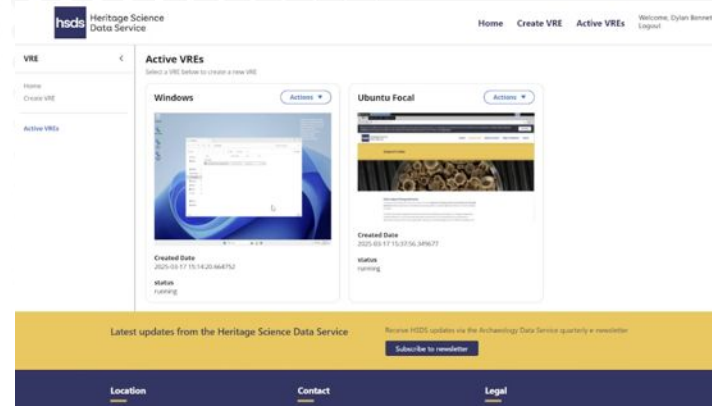 hsds Heritage Science
Data Service
Home Create VRE Active VREs
Welcome, Dylan Bennet
Logout
VRE <
Home
Create VRE
Active VREs
Active VREs
Select a VRE below to create a new VRE
Windows
Actions
Created Date
2025-03-17 15:14:20.664752
status
running
Ubuntu Focal
Actions
Created Date
2025-03-17 15:37:56.349677
status
running
Latest updates from the Heritage Science Data Service
Receive HSDS updates via the Archaeology Data Service quarterly e-newsletter
Subscribe to newsletter
Location
Contact
Legal